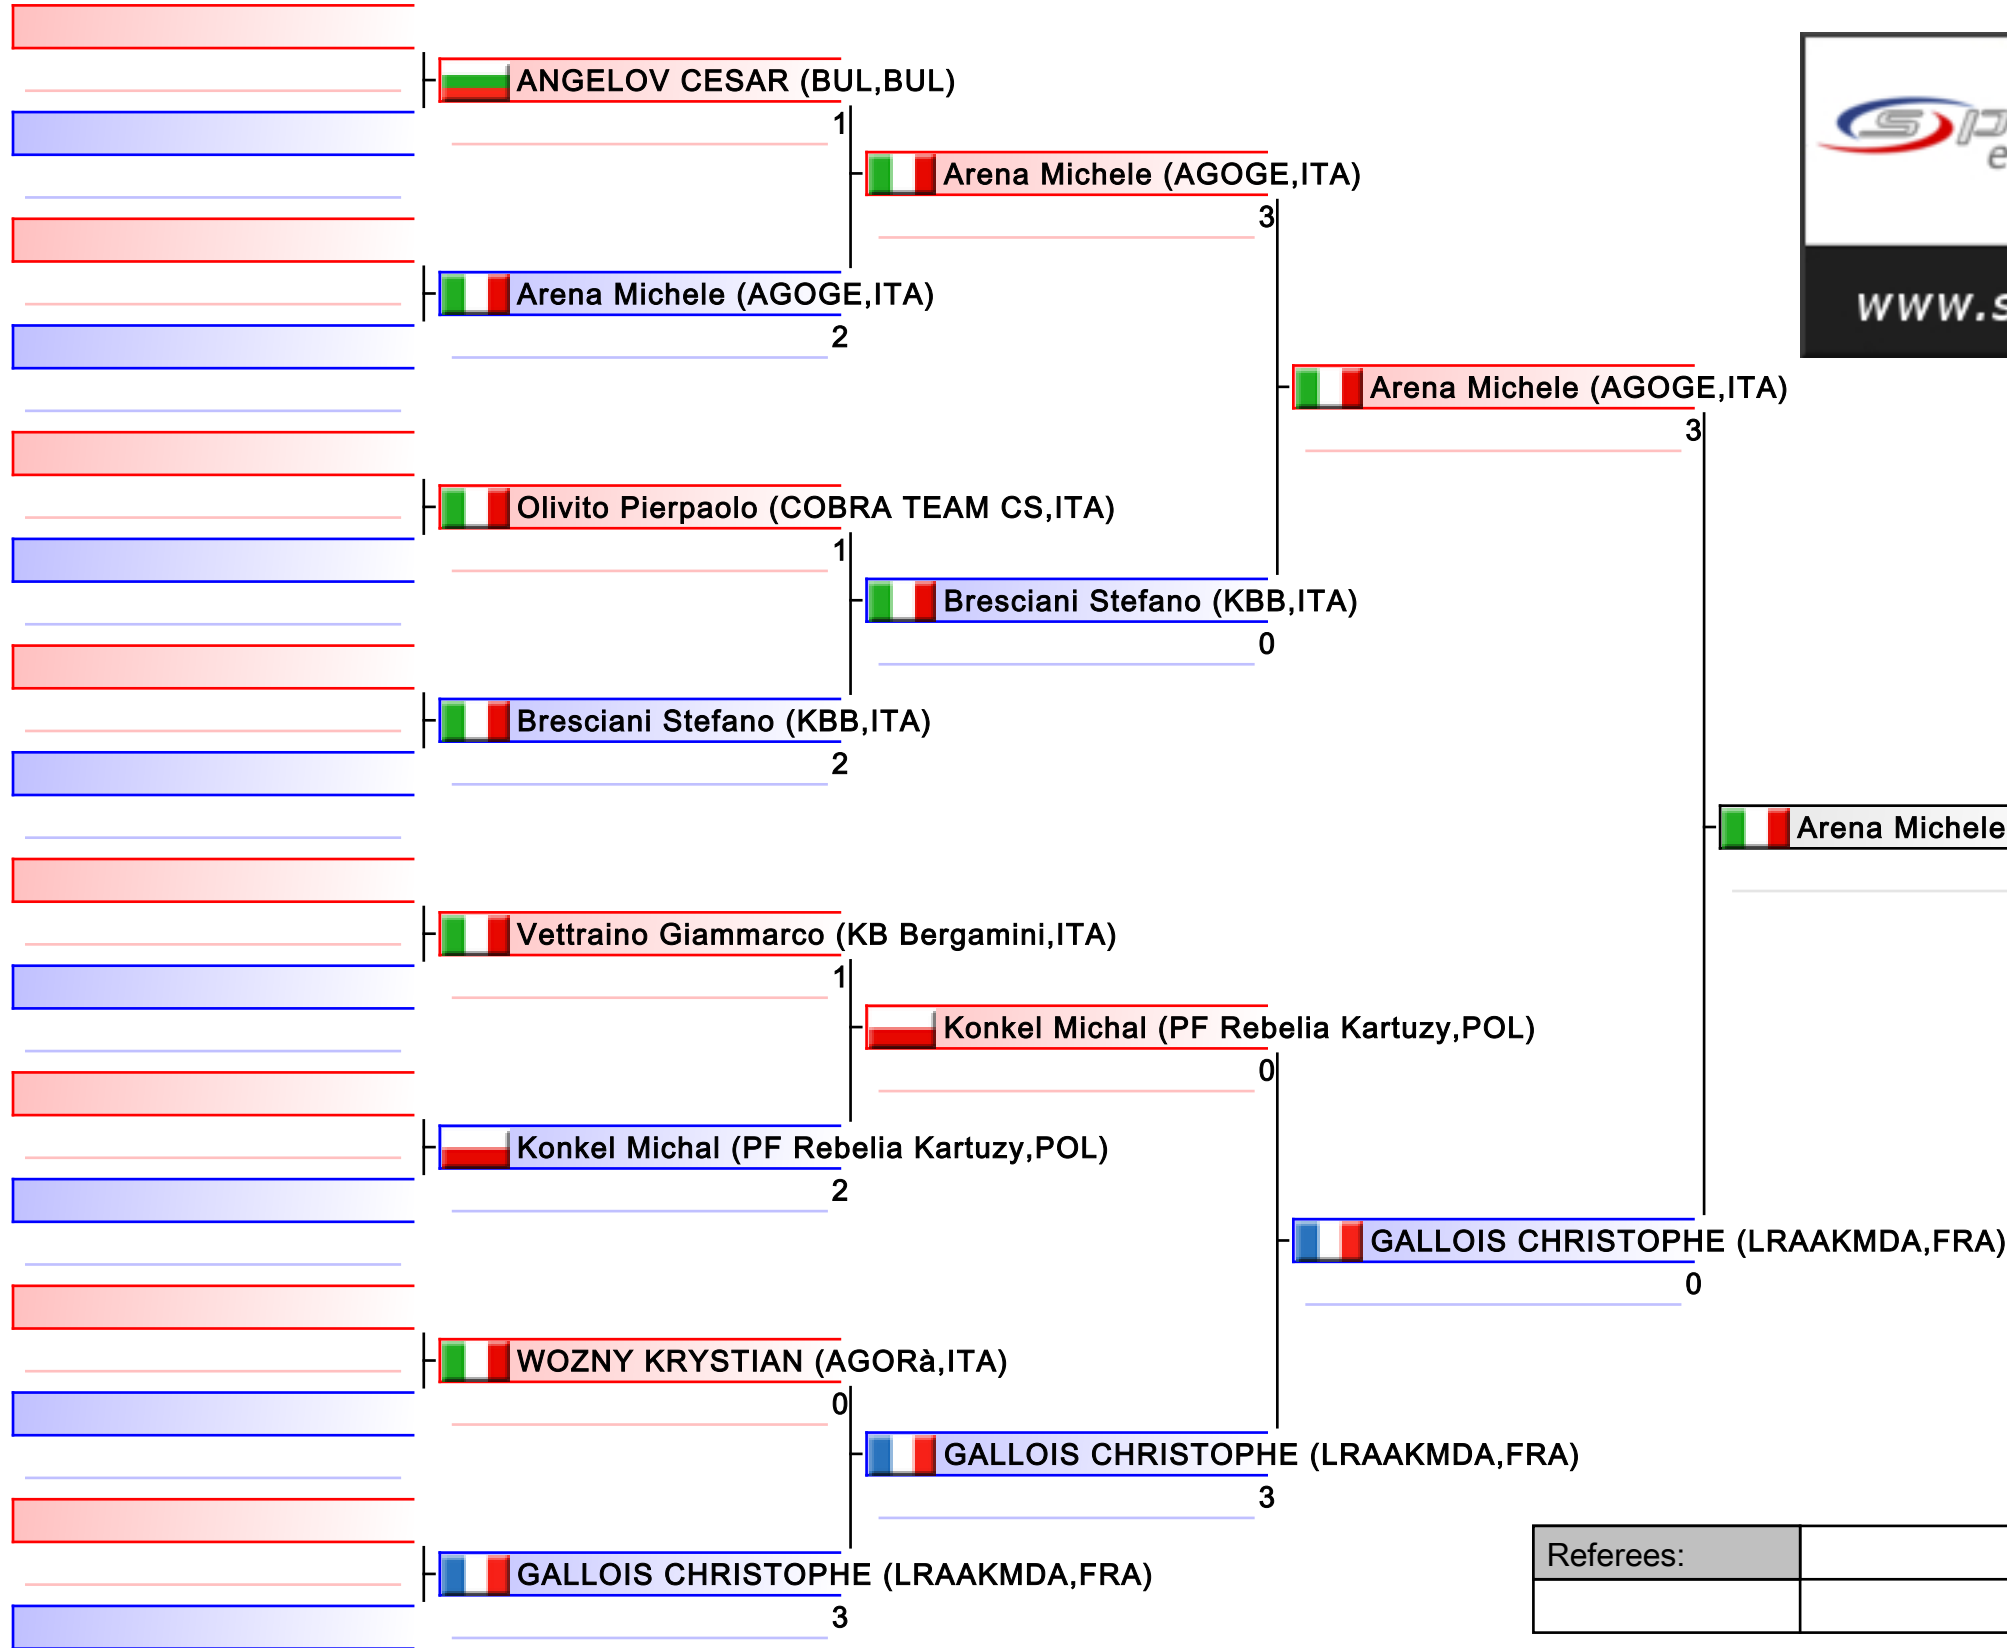 ANGELOV CESAR (BUL,BUL)
1
Arena Michele (AGOGE,ITA)
3
Arena Michele (AGOGE,ITA)
2
www.s
Arena Michele (AGOGE,ITA)
3
Olivito Pierpaolo (COBRA TEAM CS,ITA)
1
Bresciani Stefano (KBB,ITA)
0
Bresciani Stefano (KBB,ITA)
2
Arena Michele
Vettraino Giammarco (KB Bergamini,ITA)
1
Konkel Michal (PF Rebelia Kartuzy,POL)
0
Konkel Michal (PF Rebelia Kartuzy,POL)
2
GALLOIS CHRISTOPHE (LRAAKMDA,FRA)
0
WOZNY KRYSTIAN (AGORà,ITA)
0
GALLOIS CHRISTOPHE (LRAAKMDA,FRA)
3
Referees:
GALLOIS CHRISTOPHE (LRAAKMDA,FRA)
3